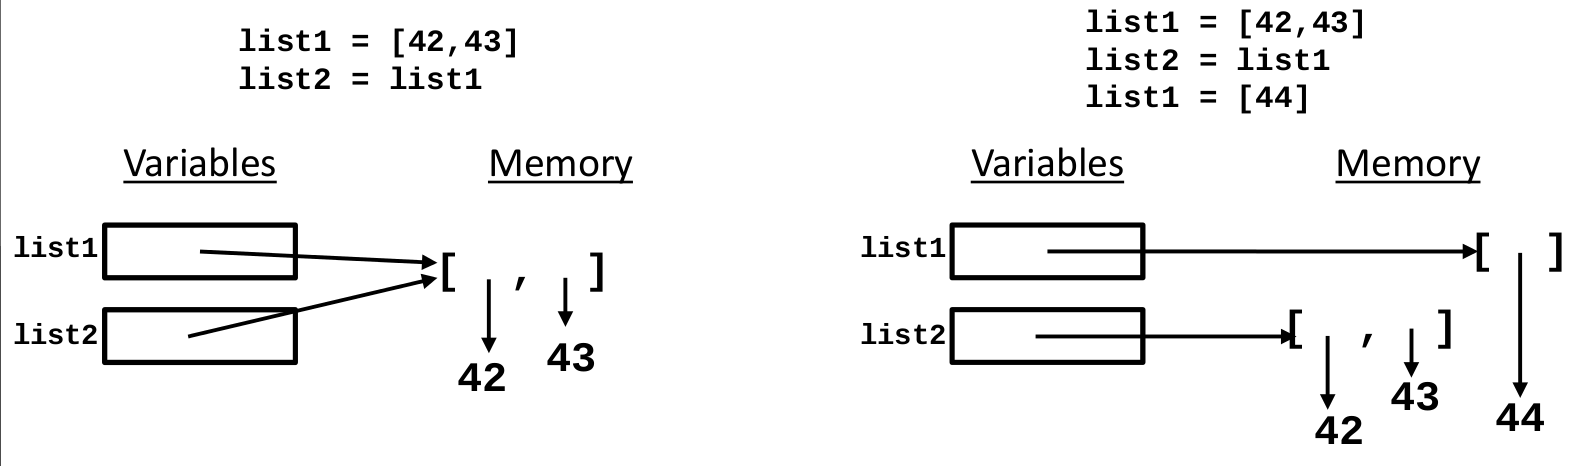 list1 = [42,43]
list2 = list1
Variables Memory
list1 [ , ]
list2
42 43
list1 = [42,43]
list2 = list1
list1 = [44]
Variables Memory
list1 [ ]
list2 [ , ]
42 43 44